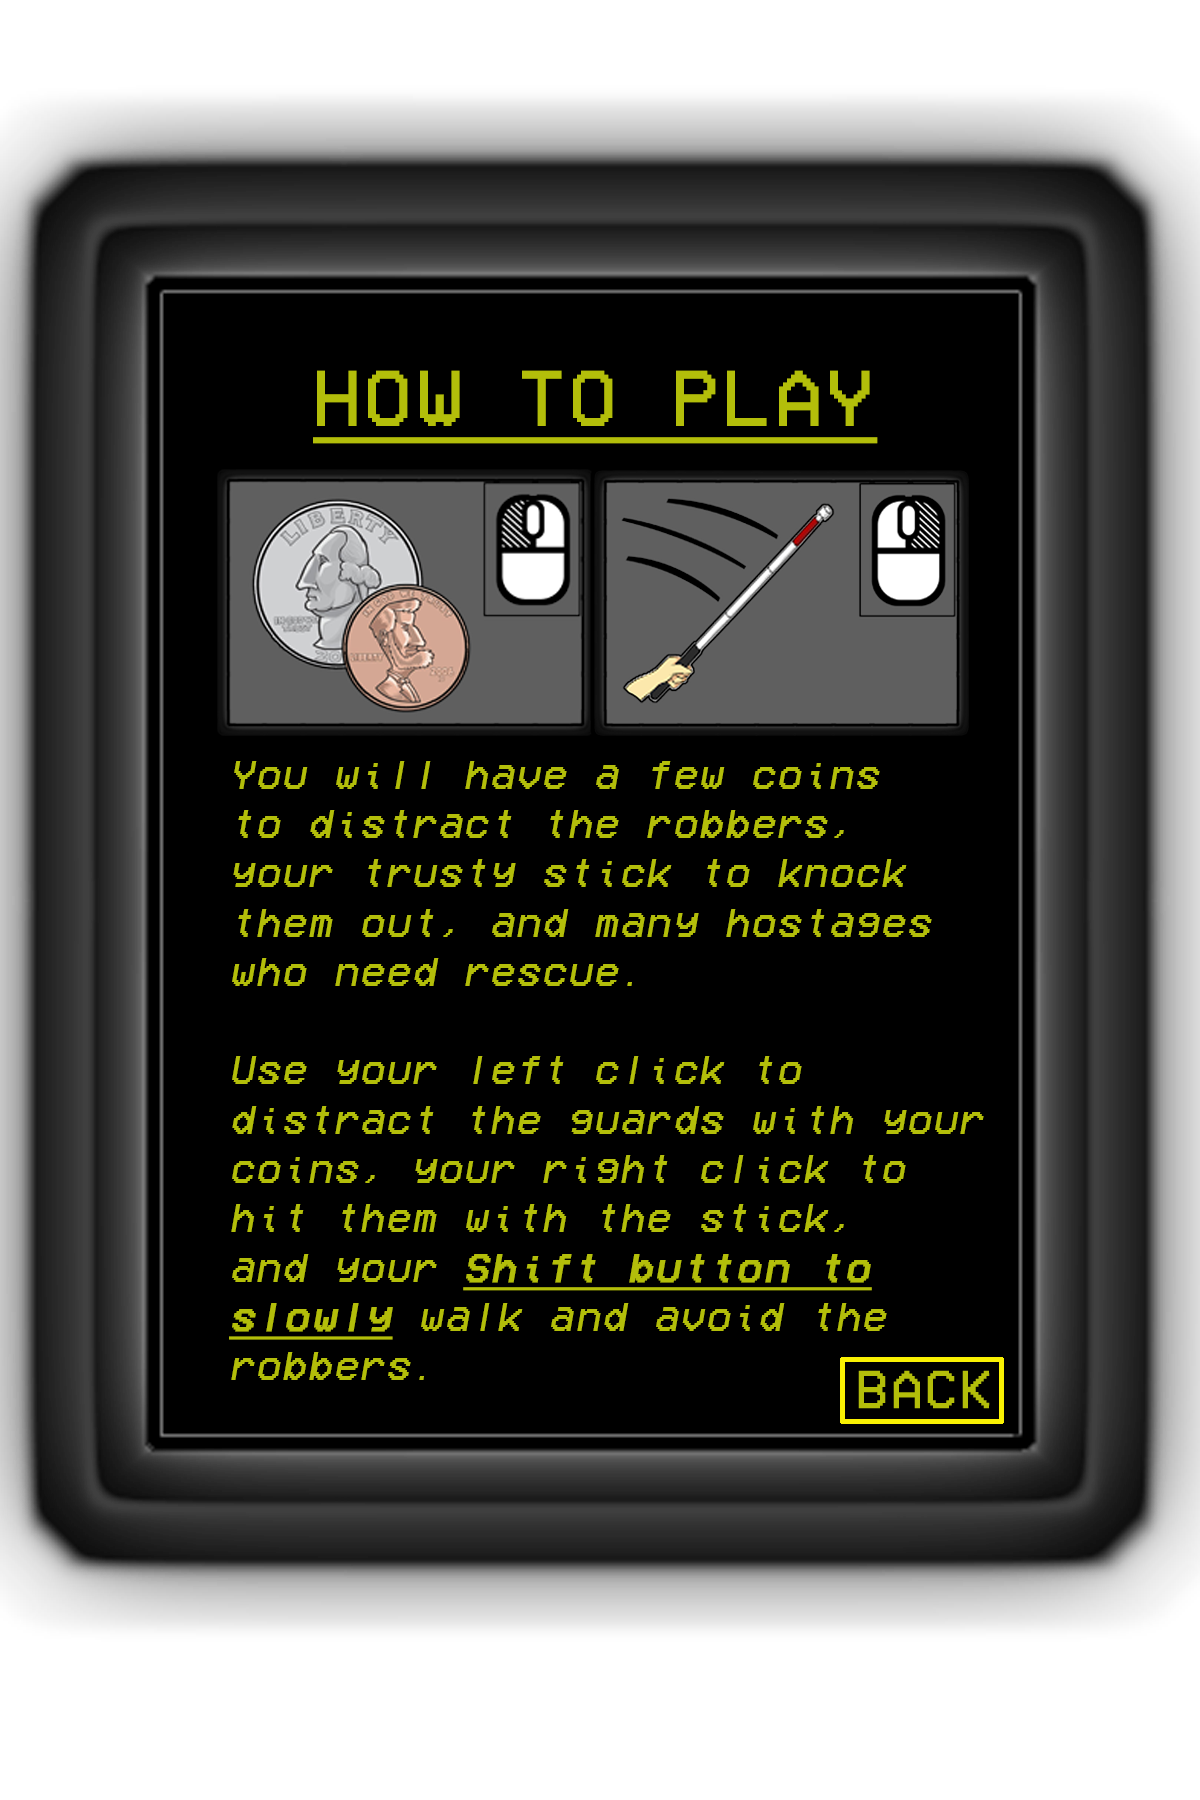 HOW TO PLAY
LIBERTY
LIBERTY
You will have a few coins
to distract the robbers,
your trusty stick to knock
them out, and many hostages
who need rescue.
Use your left click to
distract the guards with your
coins, your right click to
hit them with the stick,
and your Shift button to
slowly walk and avoid the
robbers.
BACK